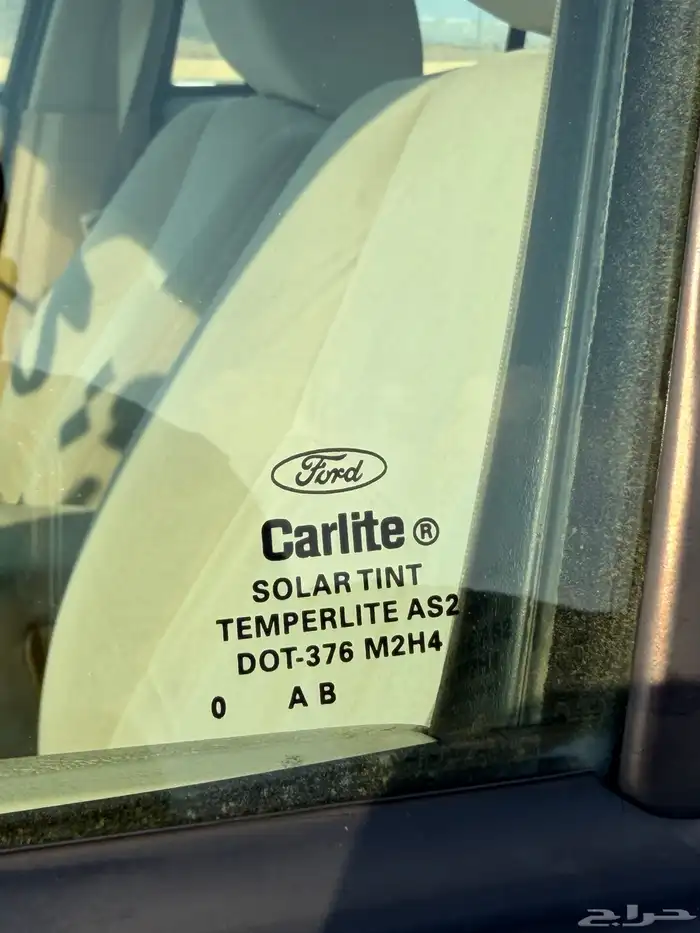 Ford
Carlite ®
SOLAR TINT
TEMPERLITE AS2
DOT-376 M2H4
0 A B
حراج